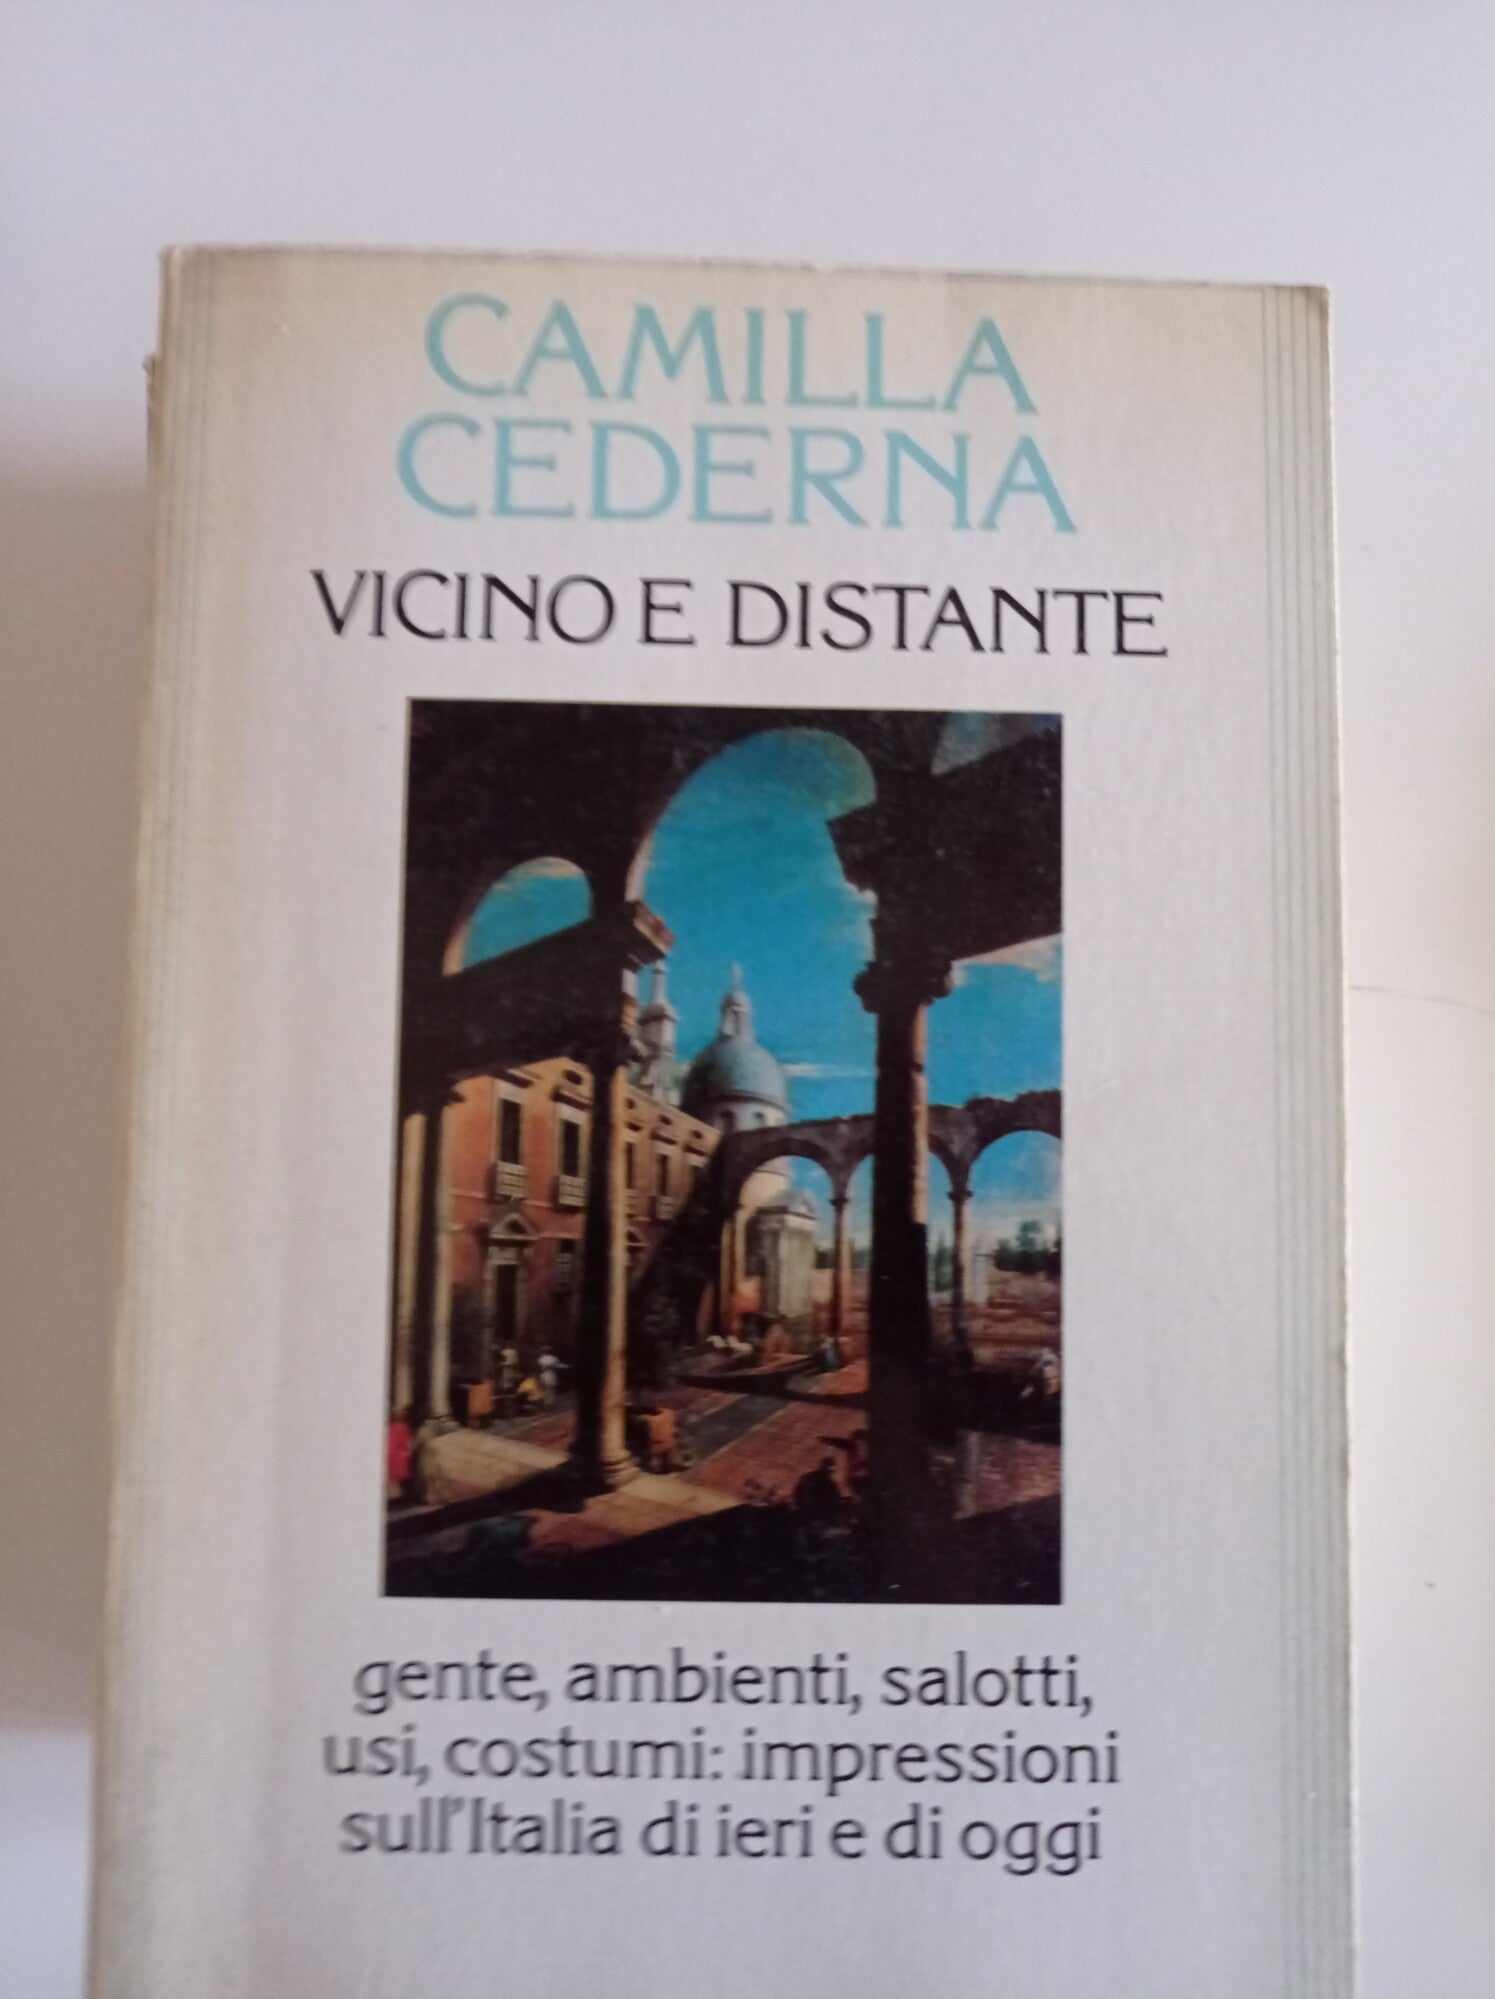 CAMILLA
CEDERNA
VICINO E DISTANTE
gente, ambienti, salotti,
usi, costumi: impressioni
sull'Italia di ieri e di oggi